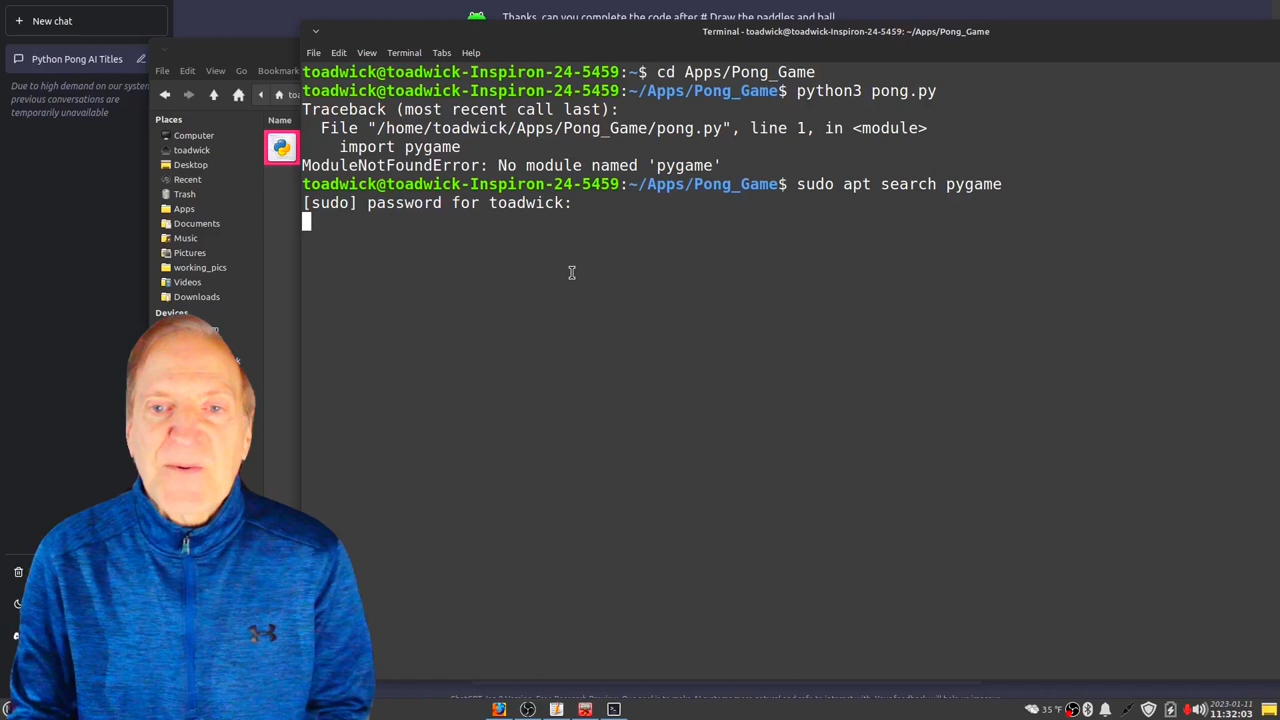 New chat
Thanks, can you complete the code after # Draw the paddles and ball
Python Pong AI Titles
Due to high demand on our system
previous conversations are
temporarily unavailable
Terminal - toadwick@toadwick-Inspiron-24-5459: ~/Apps/Pong_Game
File Edit View Terminal Tabs Help
File Edit View Go Bookmark
Places
Computer
toadwick
Desktop
Recent
Trash
Apps
Documents
Music
Pictures
working_pics
Videos
Downloads
Devices
Name
toadwick@toadwick-Inspiron-24-5459:~$ cd Apps/Pong_Game
toadwick@toadwick-Inspiron-24-5459:~/Apps/Pong_Game$ python3 pong.py
Traceback (most recent call last):
File "/home/toadwick/Apps/Pong_Game/pong.py", line 1, in <module>
import pygame
ModuleNotFoundError: No module named 'pygame'
toadwick@toadwick-Inspiron-24-5459:~/Apps/Pong_Game$ sudo apt search pygame
[sudo] password for toadwick:
35 °F
2023-01-11
11:32:03